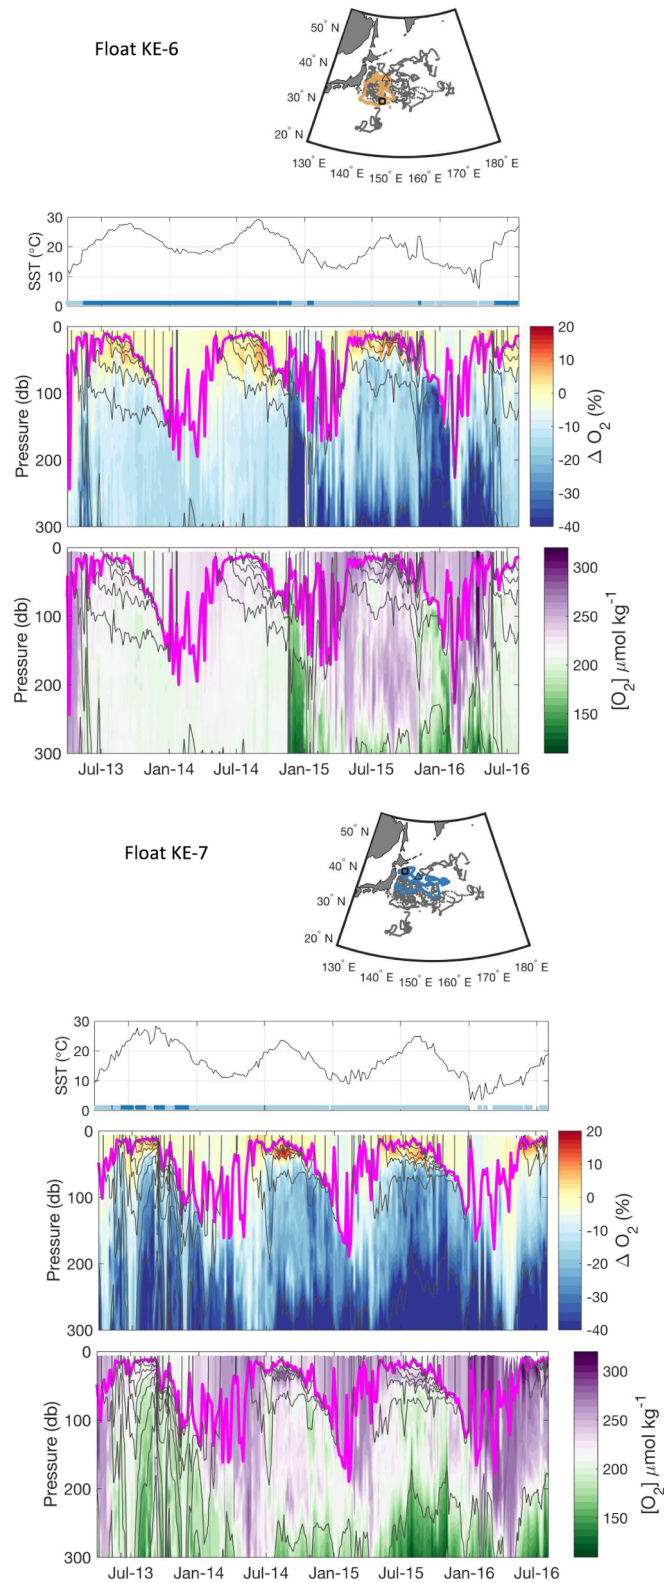 Float KE-6
50° N
40° N
30° N
20° N
130° E
140° E
150° E
160° E
170° E
180° E
SST (°C)
30
20
10
0
Pressure (db)
0
100
200
300
20
10
0
-10
-20
-30
-40
Δ O2 (%)
Pressure (db)
0
100
200
300
300
250
200
150
[O2] μmol kg-1
Jul-13 Jan-14 Jul-14 Jan-15 Jul-15 Jan-16 Jul-16
Float KE-7
50° N
40° N
30° N
20° N
130° E
140° E
150° E
160° E
170° E
180° E
SST (°C)
30
20
10
0
Pressure (db)
0
100
200
300
20
10
0
-10
-20
-30
-40
Δ O2 (%)
Pressure (db)
0
100
200
300
300
250
200
150
100
[O2] μmol kg-1
Jul-13 Jan-14 Jul-14 Jan-15 Jul-15 Jan-16 Jul-16